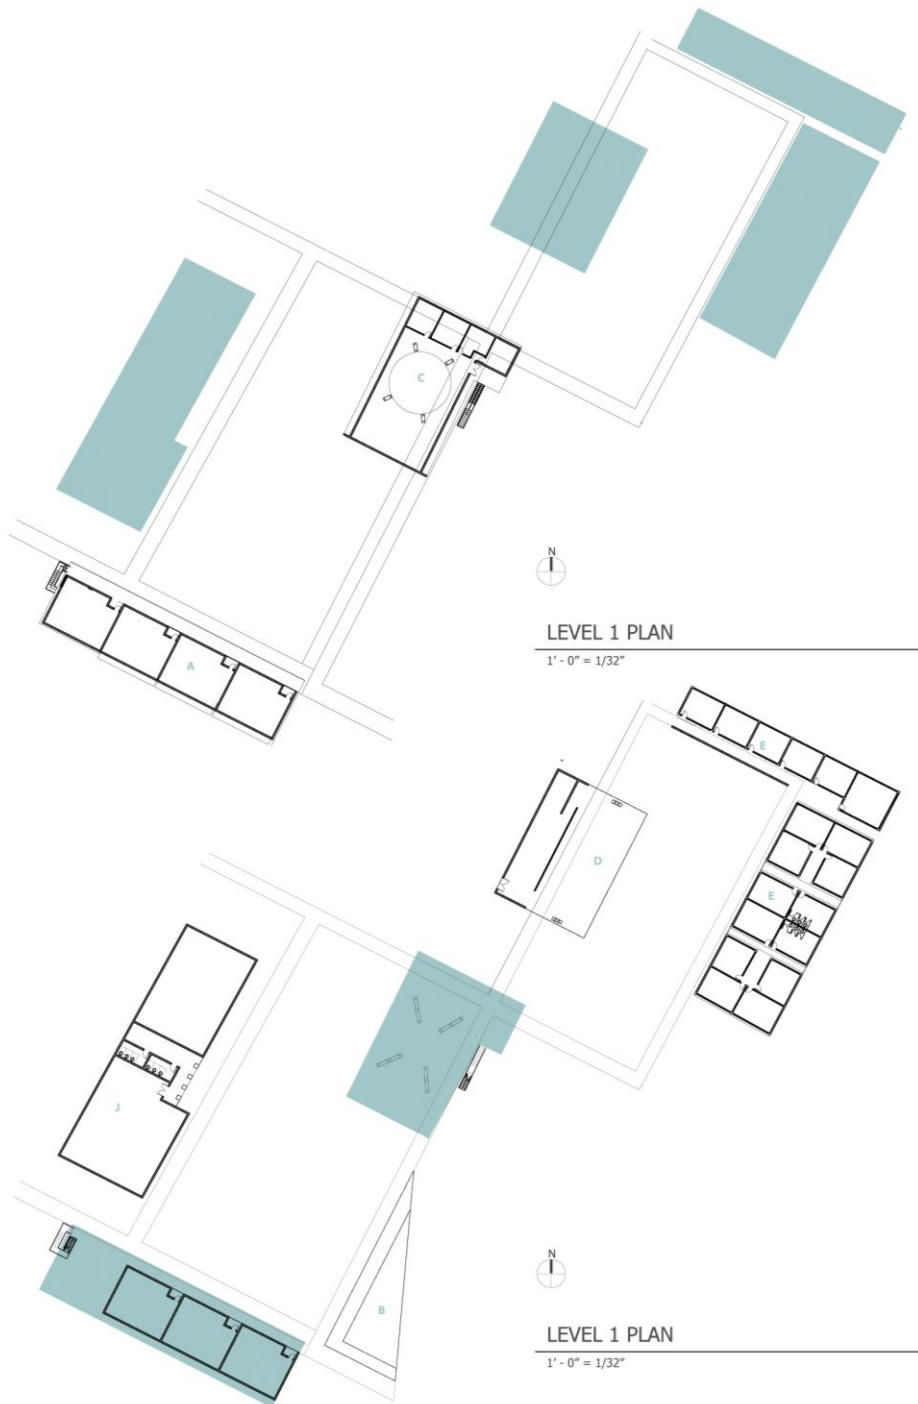 C
A
N
LEVEL 1 PLAN
1' - 0" = 1/32"
E
D
E
J
B
N
LEVEL 1 PLAN
1' - 0" = 1/32"